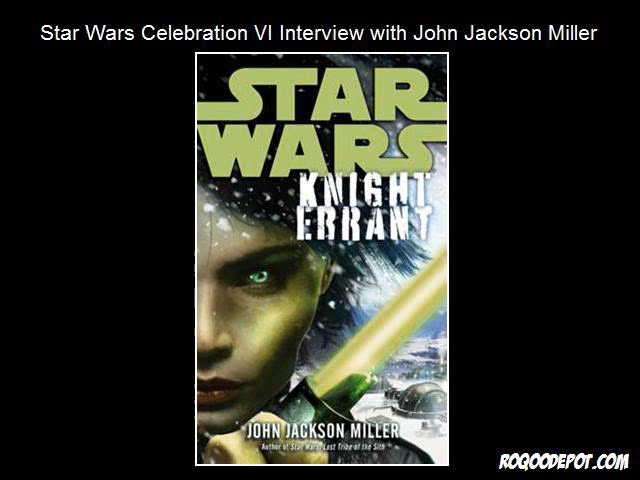 Star Wars Celebration VI Interview with John Jackson Miller
STAR
WARS
KNIGHT
ERRANT
JOHN JACKSON MILLER
Author of Star Wars: Lost Tribe of the Sith
ROQOODEPOT.COM